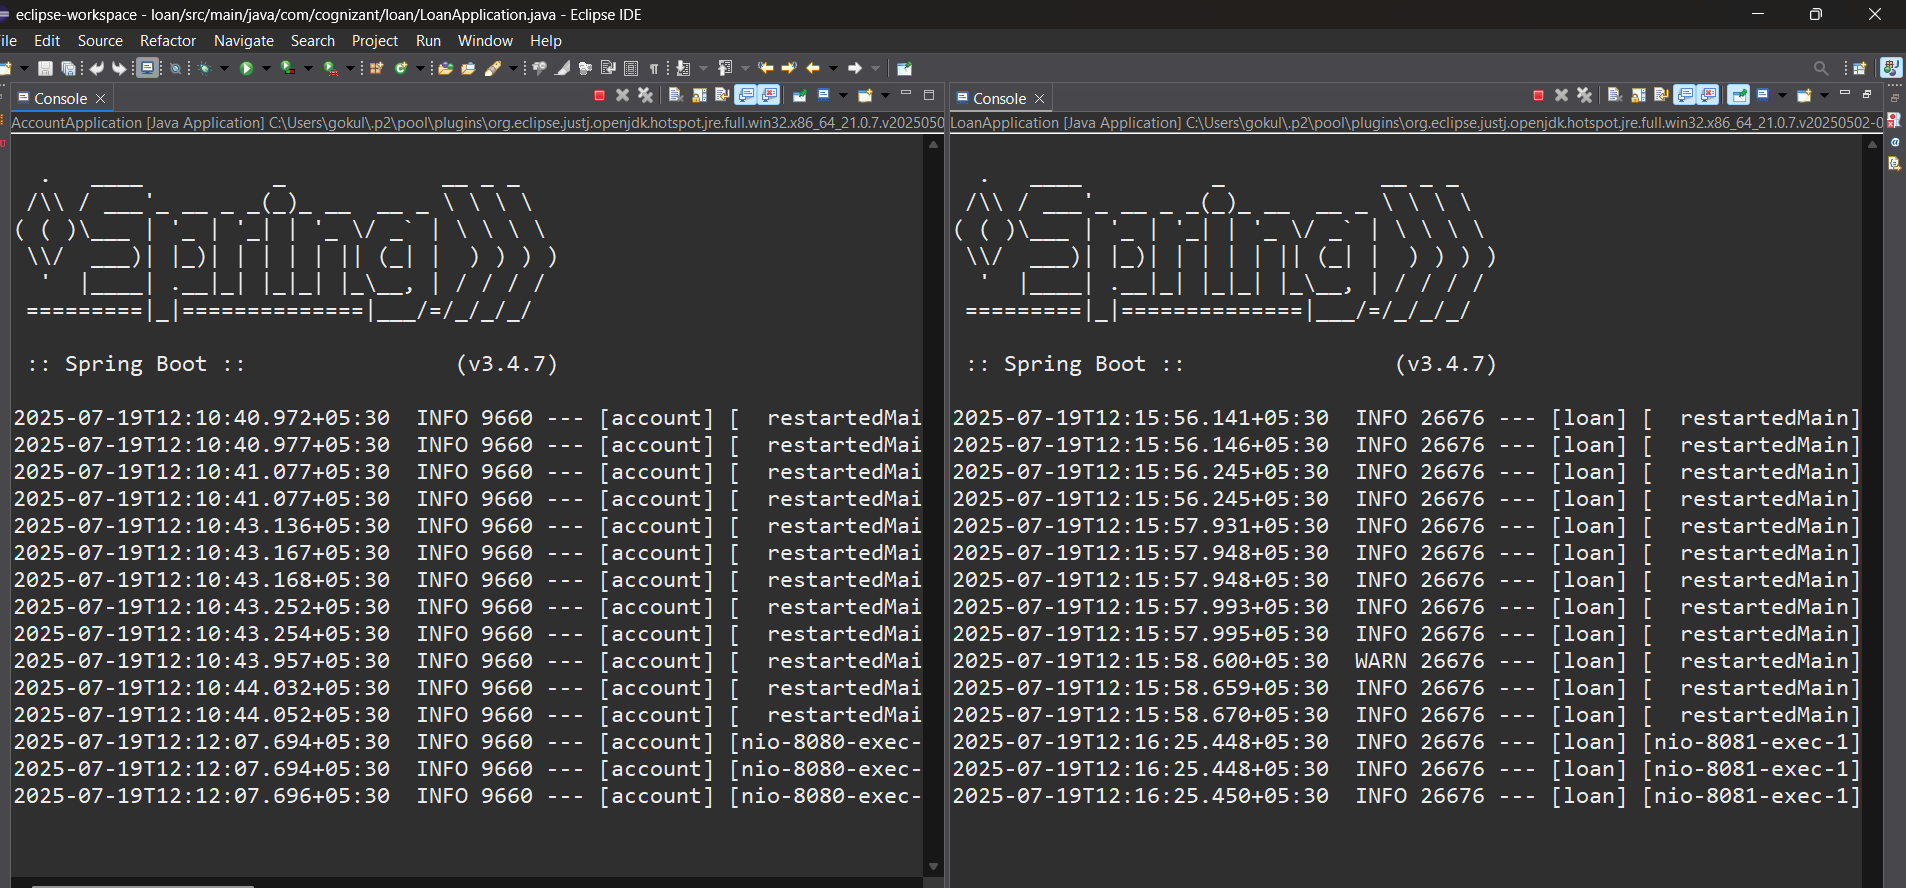 eclipse-workspace - loan/src/main/java/com/cognizant/loan/LoanApplication.java - Eclipse IDE
ile Edit Source Refactor Navigate Search Project Run Window Help
Console
AccountApplication [Java Application] C:\Users\gokul\.p2\pool\plugins\org.eclipse.justj.openjdk.hotspot.jre.full.win32.x86_64_21.0.7.v2025050
  .   ____          _            __ _ _
 /\\ / ___'_ __ _ _(_)_ __  __ _ \ \ \ \
( ( )\___ | '_ | '_| | '_ \/ _` | \ \ \ \
 \\/  ___)| |_)| | | | | || (_| |  ) ) ) )
  '  |____| .__|_| |_|_| |_\__, | / / / /
 =========|_|==============|___/=/_/_/_/
:: Spring Boot ::                (v3.4.7)
2025-07-19T12:10:40.972+05:30  INFO 9660 --- [account] [  restartedMai
2025-07-19T12:10:40.977+05:30  INFO 9660 --- [account] [  restartedMai
2025-07-19T12:10:41.077+05:30  INFO 9660 --- [account] [  restartedMai
2025-07-19T12:10:41.077+05:30  INFO 9660 --- [account] [  restartedMai
2025-07-19T12:10:43.136+05:30  INFO 9660 --- [account] [  restartedMai
2025-07-19T12:10:43.167+05:30  INFO 9660 --- [account] [  restartedMai
2025-07-19T12:10:43.168+05:30  INFO 9660 --- [account] [  restartedMai
2025-07-19T12:10:43.252+05:30  INFO 9660 --- [account] [  restartedMai
2025-07-19T12:10:43.254+05:30  INFO 9660 --- [account] [  restartedMai
2025-07-19T12:10:43.957+05:30  INFO 9660 --- [account] [  restartedMai
2025-07-19T12:10:44.032+05:30  INFO 9660 --- [account] [  restartedMai
2025-07-19T12:10:44.052+05:30  INFO 9660 --- [account] [  restartedMai
2025-07-19T12:12:07.694+05:30  INFO 9660 --- [account] [nio-8080-exec-
2025-07-19T12:12:07.694+05:30  INFO 9660 --- [account] [nio-8080-exec-
2025-07-19T12:12:07.696+05:30  INFO 9660 --- [account] [nio-8080-exec-
Console
LoanApplication [Java Application] C:\Users\gokul\.p2\pool\plugins\org.eclipse.justj.openjdk.hotspot.jre.full.win32.x86_64_21.0.7.v20250502-0
  .   ____          _            __ _ _
 /\\ / ___'_ __ _ _(_)_ __  __ _ \ \ \ \
( ( )\___ | '_ | '_| | '_ \/ _` | \ \ \ \
 \\/  ___)| |_)| | | | | || (_| |  ) ) ) )
  '  |____| .__|_| |_|_| |_\__, | / / / /
 =========|_|==============|___/=/_/_/_/
:: Spring Boot ::                (v3.4.7)
2025-07-19T12:15:56.141+05:30  INFO 26676 --- [loan] [  restartedMain]
2025-07-19T12:15:56.146+05:30  INFO 26676 --- [loan] [  restartedMain]
2025-07-19T12:15:56.245+05:30  INFO 26676 --- [loan] [  restartedMain]
2025-07-19T12:15:56.245+05:30  INFO 26676 --- [loan] [  restartedMain]
2025-07-19T12:15:57.931+05:30  INFO 26676 --- [loan] [  restartedMain]
2025-07-19T12:15:57.948+05:30  INFO 26676 --- [loan] [  restartedMain]
2025-07-19T12:15:57.948+05:30  INFO 26676 --- [loan] [  restartedMain]
2025-07-19T12:15:57.993+05:30  INFO 26676 --- [loan] [  restartedMain]
2025-07-19T12:15:57.995+05:30  INFO 26676 --- [loan] [  restartedMain]
2025-07-19T12:15:58.600+05:30  WARN 26676 --- [loan] [  restartedMain]
2025-07-19T12:15:58.659+05:30  INFO 26676 --- [loan] [  restartedMain]
2025-07-19T12:15:58.670+05:30  INFO 26676 --- [loan] [  restartedMain]
2025-07-19T12:16:25.448+05:30  INFO 26676 --- [loan] [nio-8081-exec-1]
2025-07-19T12:16:25.448+05:30  INFO 26676 --- [loan] [nio-8081-exec-1]
2025-07-19T12:16:25.450+05:30  INFO 26676 --- [loan] [nio-8081-exec-1]